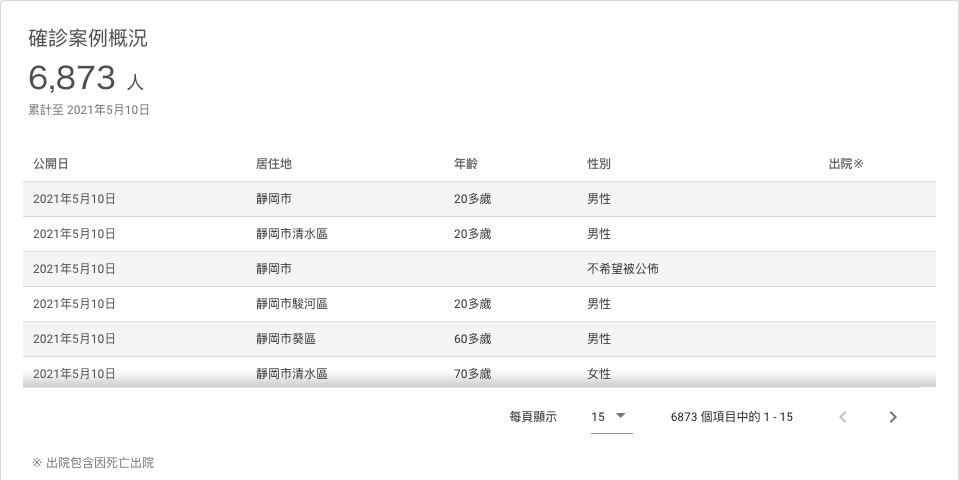 確診案例概況
6,873 人
累計至 2021年5月10日
公開日 居住地 年齡 性別 出院※
2021年5月10日 靜岡市 20多歲 男性
2021年5月10日 靜岡市清水區 20多歲 男性
2021年5月10日 靜岡市 不希望被公佈
2021年5月10日 靜岡市駿河區 20多歲 男性
2021年5月10日 靜岡市葵區 60多歲 男性
2021年5月10日 靜岡市清水區 70多歲 女性
每頁顯示 15 6873 個項目中的 1 - 15
※ 出院包含因死亡出院